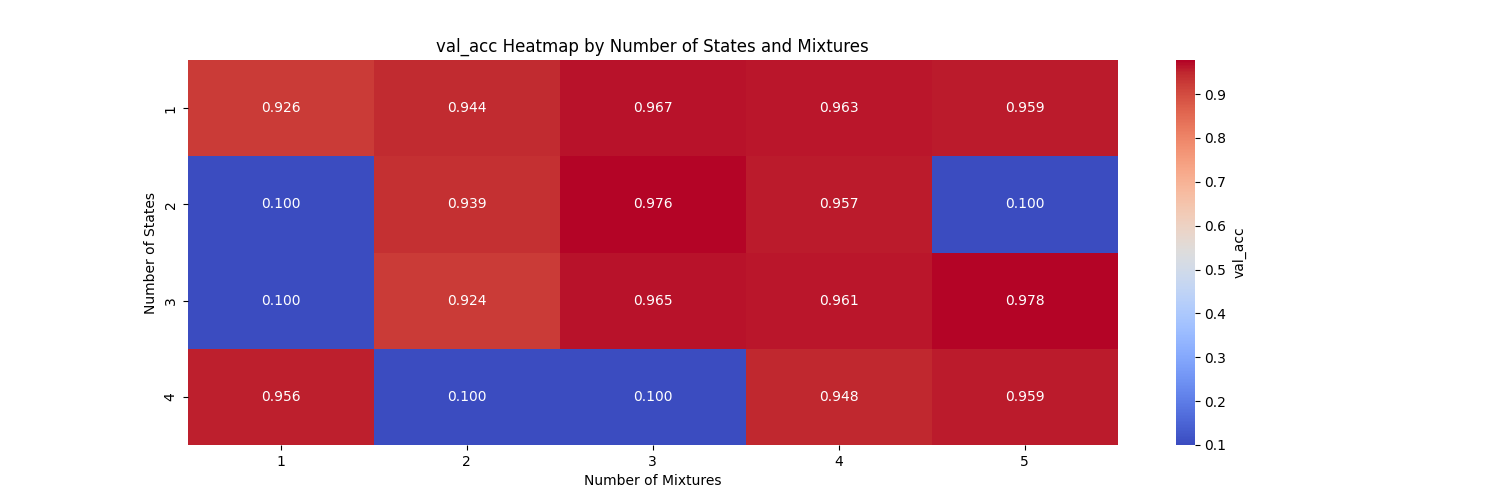 val_acc Heatmap by Number of States and Mixtures
Number of States
1
0.926 0.944 0.967 0.963 0.959
2
0.100 0.939 0.976 0.957 0.100
3
0.100 0.924 0.965 0.961 0.978
4
0.956 0.100 0.100 0.948 0.959
1 2 3 4 5
Number of Mixtures
0.9
0.8
0.7
0.6
0.5
0.4
0.3
0.2
0.1
val_acc